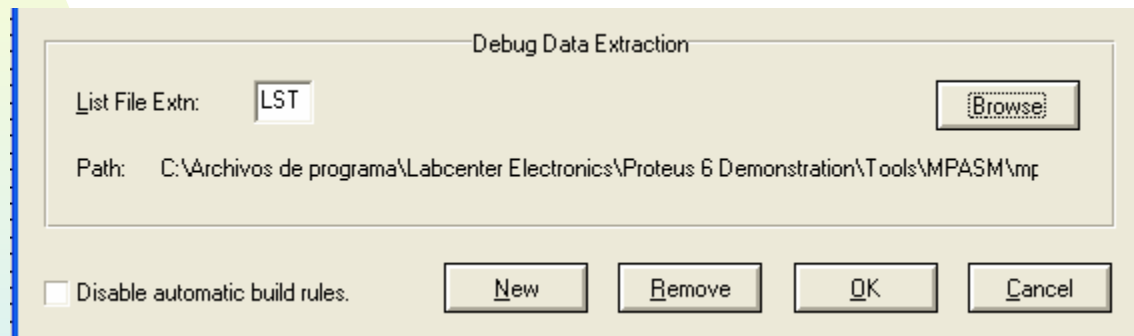 Debug Data Extraction
List File Extn: LST Browse
Path: C:\Archivos de programa\Labcenter Electronics\Proteus 6 Demonstration\Tools\MPASM\mp
Disable automatic build rules. New Remove OK Cancel